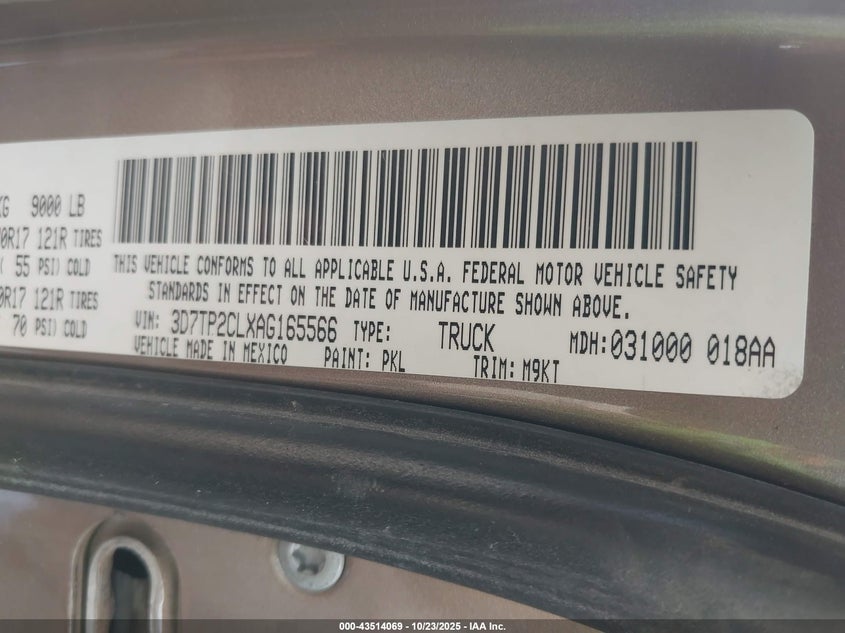 KG 9000 LB
0R17 121R TIRES
( 55 PSI) COLD
0R17 121R TIRES
70 PSI) COLD
THIS VEHICLE CONFORMS TO ALL APPLICABLE U.S.A. FEDERAL MOTOR VEHICLE SAFETY
STANDARDS IN EFFECT ON THE DATE OF MANUFACTURE SHOWN ABOVE.
VIN: 3D7TP2CLXAG165566 TYPE: TRUCK MDH: 031000 018AA
VEHICLE MADE IN MEXICO PAINT: PKL TRIM: M9KT
000-43514069 - 10/23/2025 - IAA Inc.